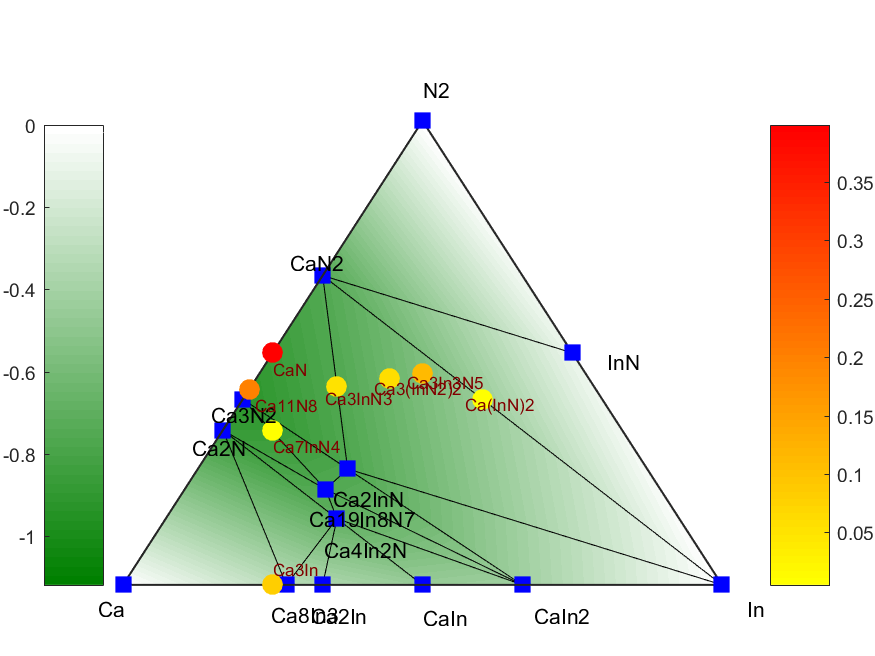 N2
0
-0.2
-0.4
-0.6
-0.8
-1
0.35
0.3
0.25
0.2
0.15
0.1
0.05
CaN2
InN
CaN
Ca3InN3
Ca3(InN2)2
Ca3In3N5
Ca(InN)2
Ca11N8
Ca3N2
Ca2N
Ca7InN4
Ca2InN
Ca19In8N7
Ca4In2N
Ca3In
Ca
Ca8In3
Ca2In
CaIn
CaIn2
In